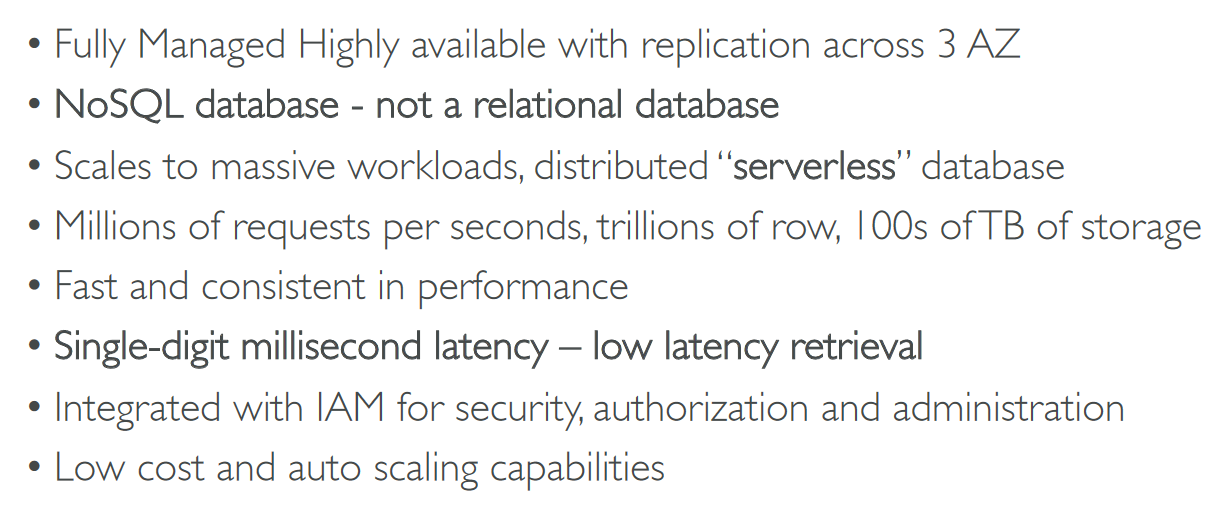 • Fully Managed Highly available with replication across 3 AZ
• NoSQL database - not a relational database
• Scales to massive workloads, distributed “serverless” database
• Millions of requests per seconds, trillions of row, 100s of TB of storage
• Fast and consistent in performance
• Single-digit millisecond latency – low latency retrieval
• Integrated with IAM for security, authorization and administration
• Low cost and auto scaling capabilities